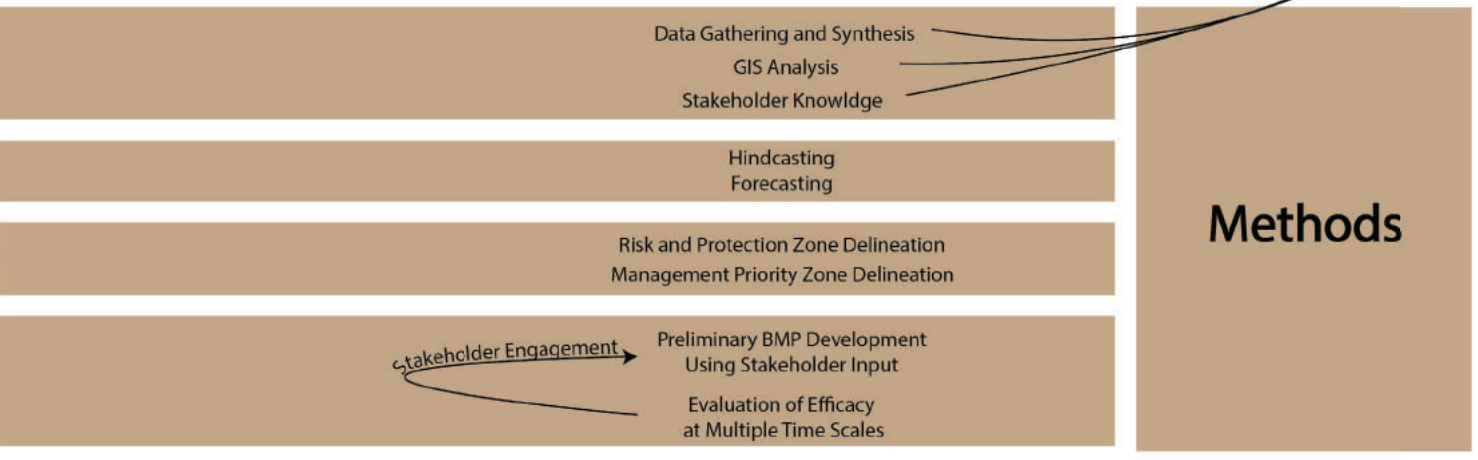 Data Gathering and Synthesis
GIS Analysis
Stakeholder Knowldge
Hindcasting
Forecasting
Risk and Protection Zone Delineation
Management Priority Zone Delineation
Stakeholder Engagement
Preliminary BMP Development
Using Stakeholder Input
Evaluation of Efficacy
at Multiple Time Scales
Methods